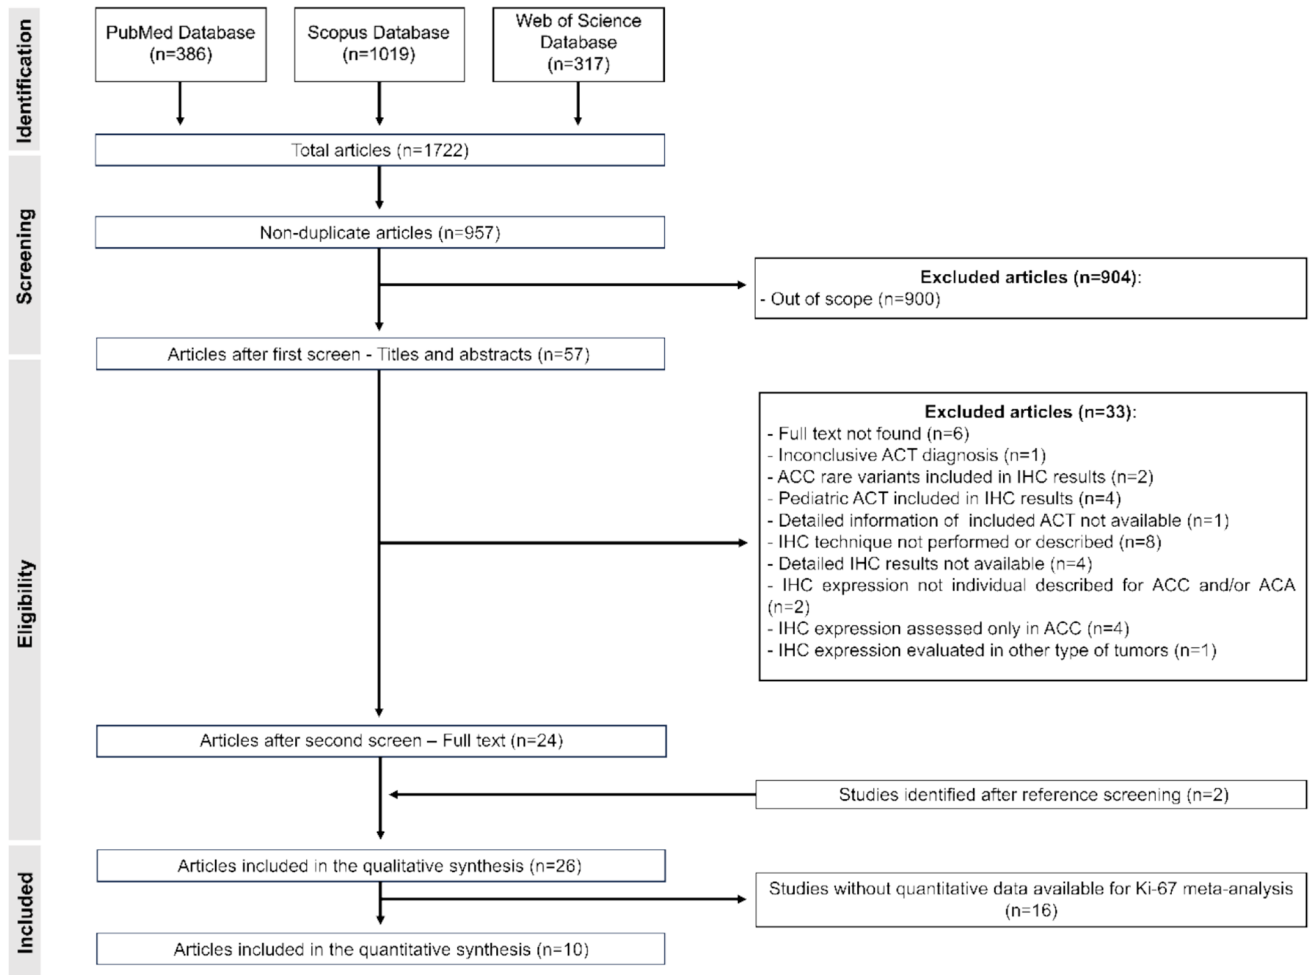 Identification
PubMed Database
(n=386)
Scopus Database
(n=1019)
Web of Science
Database
(n=317)
Total articles (n=1722)
Screening
Non-duplicate articles (n=957)
Excluded articles (n=904):
- Out of scope (n=900)
Articles after first screen - Titles and abstracts (n=57)
Eligibility
Excluded articles (n=33):
- Full text not found (n=6)
- Inconclusive ACT diagnosis (n=1)
- ACC rare variants included in IHC results (n=2)
- Pediatric ACT included in IHC results (n=4)
- Detailed information of included ACT not available (n=1)
- IHC technique not performed or described (n=8)
- Detailed IHC results not available (n=4)
- IHC expression not individual described for ACC and/or ACA
(n=2)
- IHC expression assessed only in ACC (n=4)
- IHC expression evaluated in other type of tumors (n=1)
Articles after second screen – Full text (n=24)
Studies identified after reference screening (n=2)
Included
Articles included in the qualitative synthesis (n=26)
Studies without quantitative data available for Ki-67 meta-analysis
(n=16)
Articles included in the quantitative synthesis (n=10)